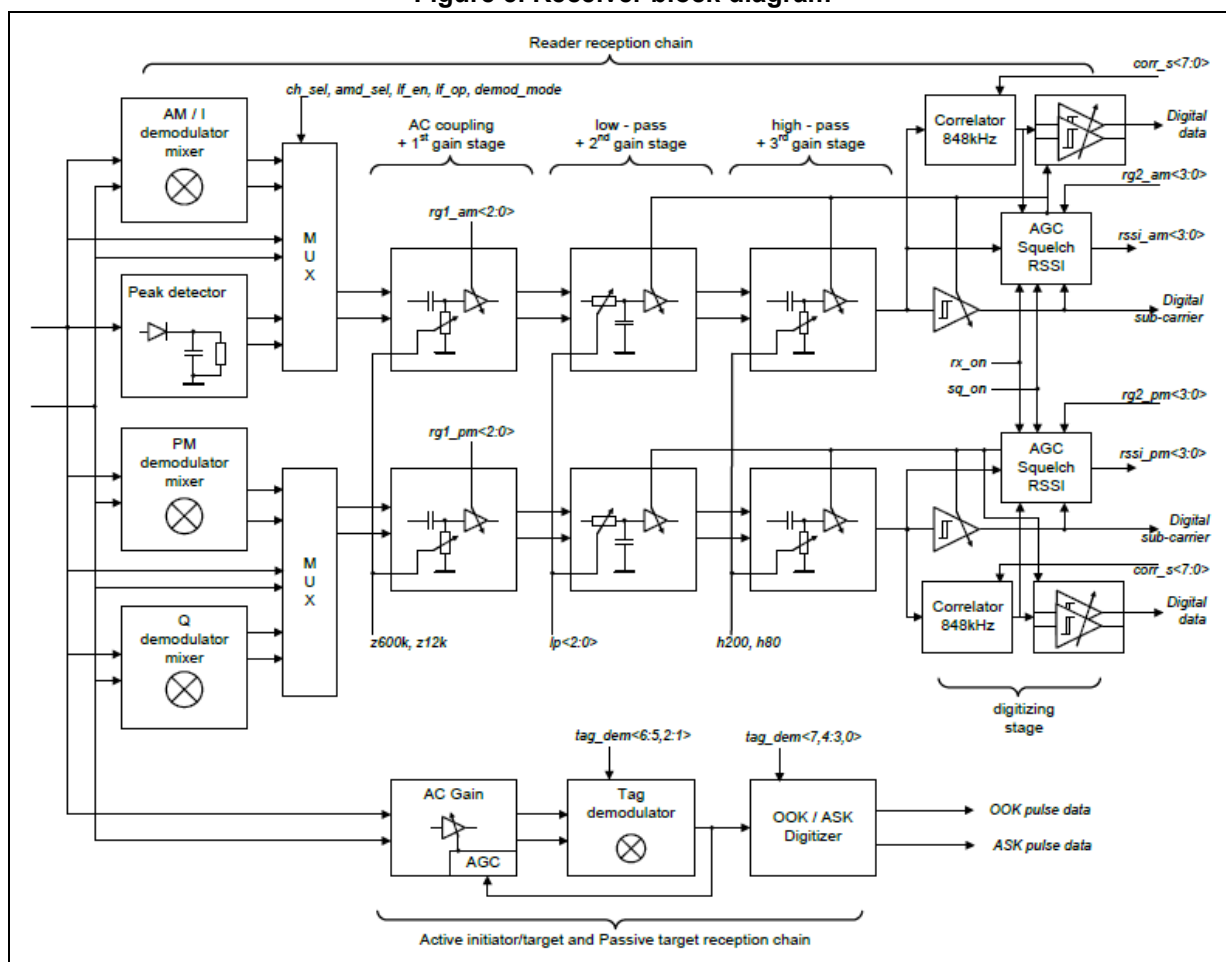 Reader reception chain
corr_s<7:0>
ch_sel, amd_sel, lf_en, lf_op, demod_mode
AM / I
demodulator
mixer
AC coupling
+ 1st gain stage
low - pass
+ 2nd gain stage
high - pass
+ 3rd gain stage
Correlator
848kHz
Digital
data
rg2_am<3:0>
rg1_am<2:0>
M
U
X
AGC
Squelch
RSSI
rssi_am<3:0>
Peak detector
Digital
sub-carrier
rx_on
sq_on
rg2_pm<3:0>
rg1_pm<2:0>
PM
demodulator
mixer
AGC
Squelch
RSSI
rssi_pm<3:0>
Digital
sub-carrier
M
U
X
corr_s<7:0>
Correlator
848kHz
Digital
data
Q
demodulator
mixer
z600k, z12k
lp<2:0>
h200, h80
digitizing
stage
tag_dem<6:5,2:1>
tag_dem<7,4:3,0>
AC Gain
AGC
Tag
demodulator
OOK / ASK
Digitizer
OOK pulse data
ASK pulse data
Active initiator/target and Passive target reception chain